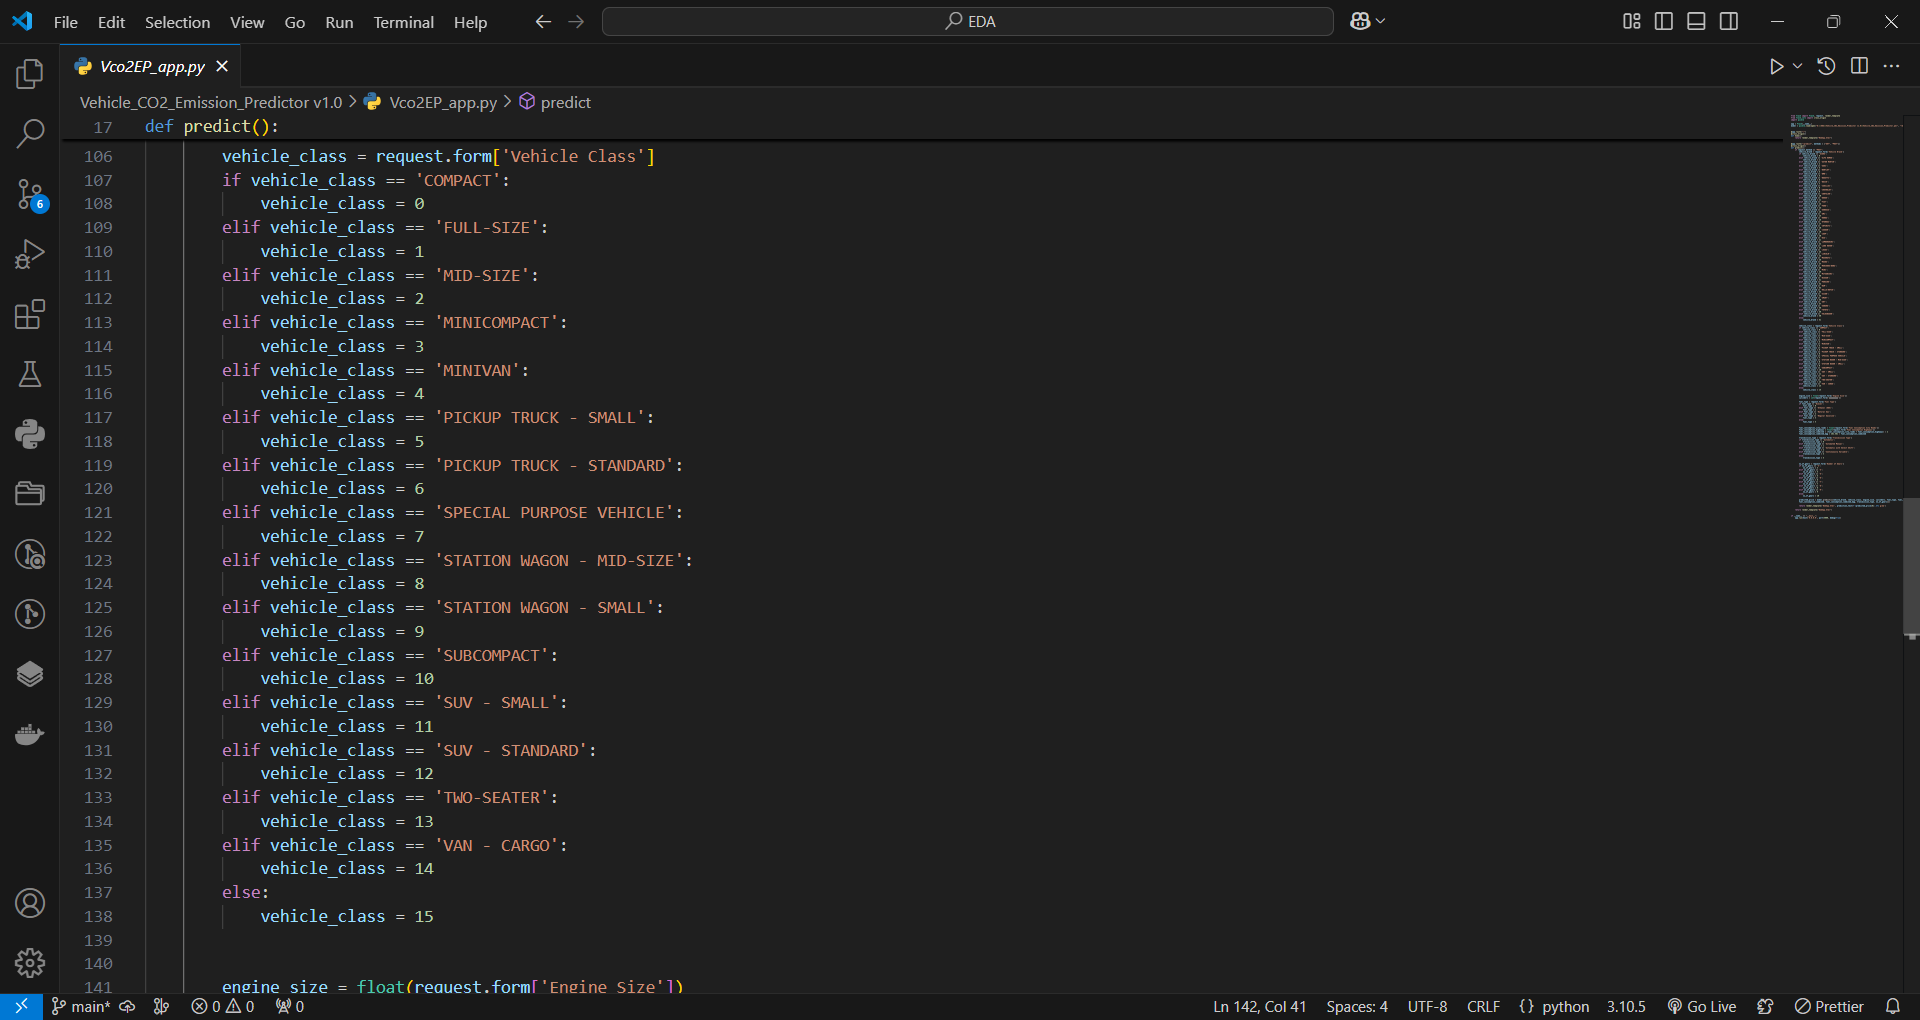 File Edit Selection View Go Run Terminal Help EDA
Vco2EP_app.py
Vehicle_CO2_Emission_Predictor v1.0 > Vco2EP_app.py > predict
17 def predict():
106 vehicle_class = request.form['Vehicle Class']
107 if vehicle_class == 'COMPACT':
108 vehicle_class = 0
109 elif vehicle_class == 'FULL-SIZE':
110 vehicle_class = 1
111 elif vehicle_class == 'MID-SIZE':
112 vehicle_class = 2
113 elif vehicle_class == 'MINICOMPACT':
114 vehicle_class = 3
115 elif vehicle_class == 'MINIVAN':
116 vehicle_class = 4
117 elif vehicle_class == 'PICKUP TRUCK - SMALL':
118 vehicle_class = 5
119 elif vehicle_class == 'PICKUP TRUCK - STANDARD':
120 vehicle_class = 6
121 elif vehicle_class == 'SPECIAL PURPOSE VEHICLE':
122 vehicle_class = 7
123 elif vehicle_class == 'STATION WAGON - MID-SIZE':
124 vehicle_class = 8
125 elif vehicle_class == 'STATION WAGON - SMALL':
126 vehicle_class = 9
127 elif vehicle_class == 'SUBCOMPACT':
128 vehicle_class = 10
129 elif vehicle_class == 'SUV - SMALL':
130 vehicle_class = 11
131 elif vehicle_class == 'SUV - STANDARD':
132 vehicle_class = 12
133 elif vehicle_class == 'TWO-SEATER':
134 vehicle_class = 13
135 elif vehicle_class == 'VAN - CARGO':
136 vehicle_class = 14
137 else:
138 vehicle_class = 15
139
140
141 engine_size = float(request.form['Engine Size'])
6
main* 0 0 0 Ln 142, Col 41 Spaces: 4 UTF-8 CRLF {} python 3.10.5 Go Live Prettier